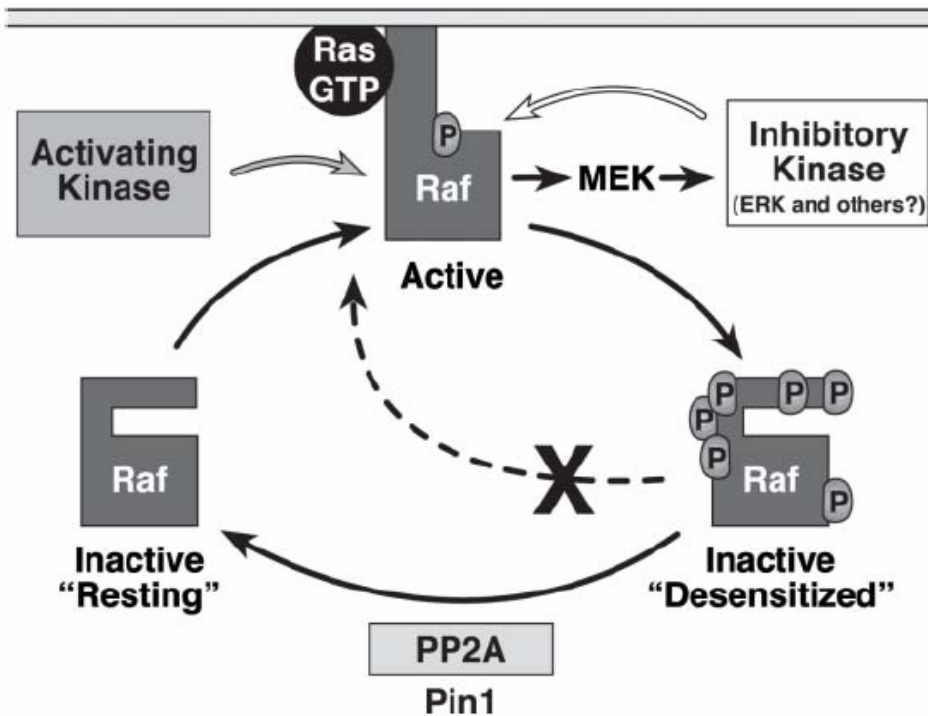 Ras
GTP
P
Activating
Kinase
Raf
MEK
Inhibitory
Kinase
(ERK and others?)
Active
Raf
Inactive
“Resting”
X
P
P
P
P
P
P
Raf
Inactive
“Desensitized”
PP2A
Pin1